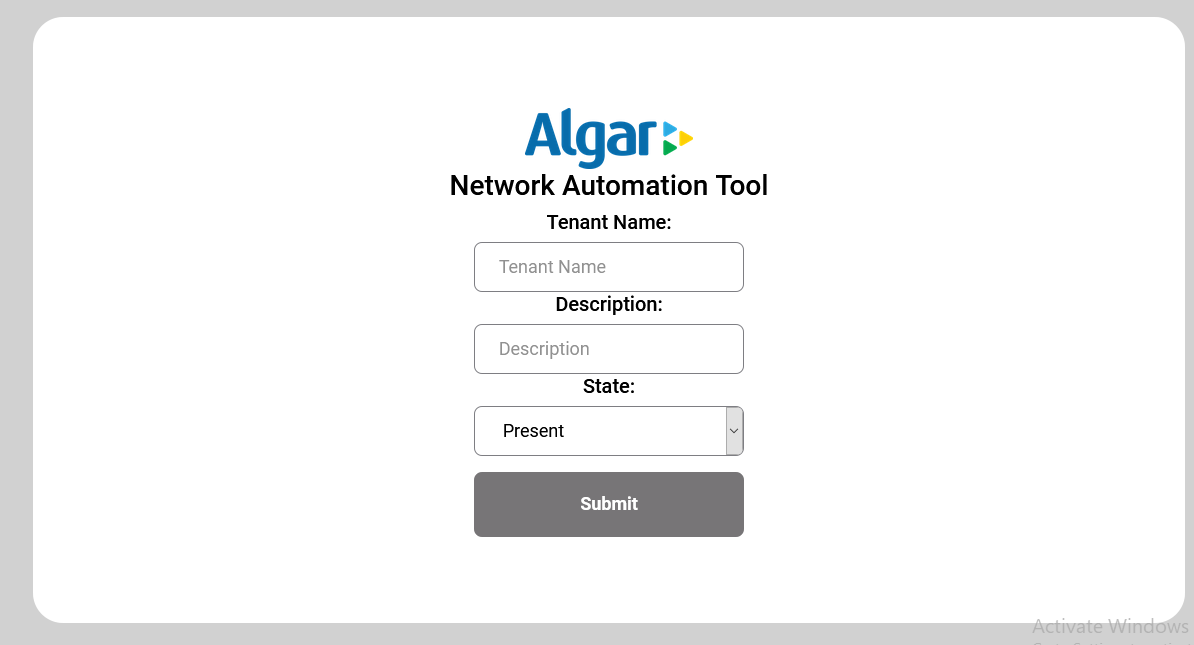 Algar
Network Automation Tool
Tenant Name:
Tenant Name
Description:
Description
State:
Present
Submit
Activate Windows